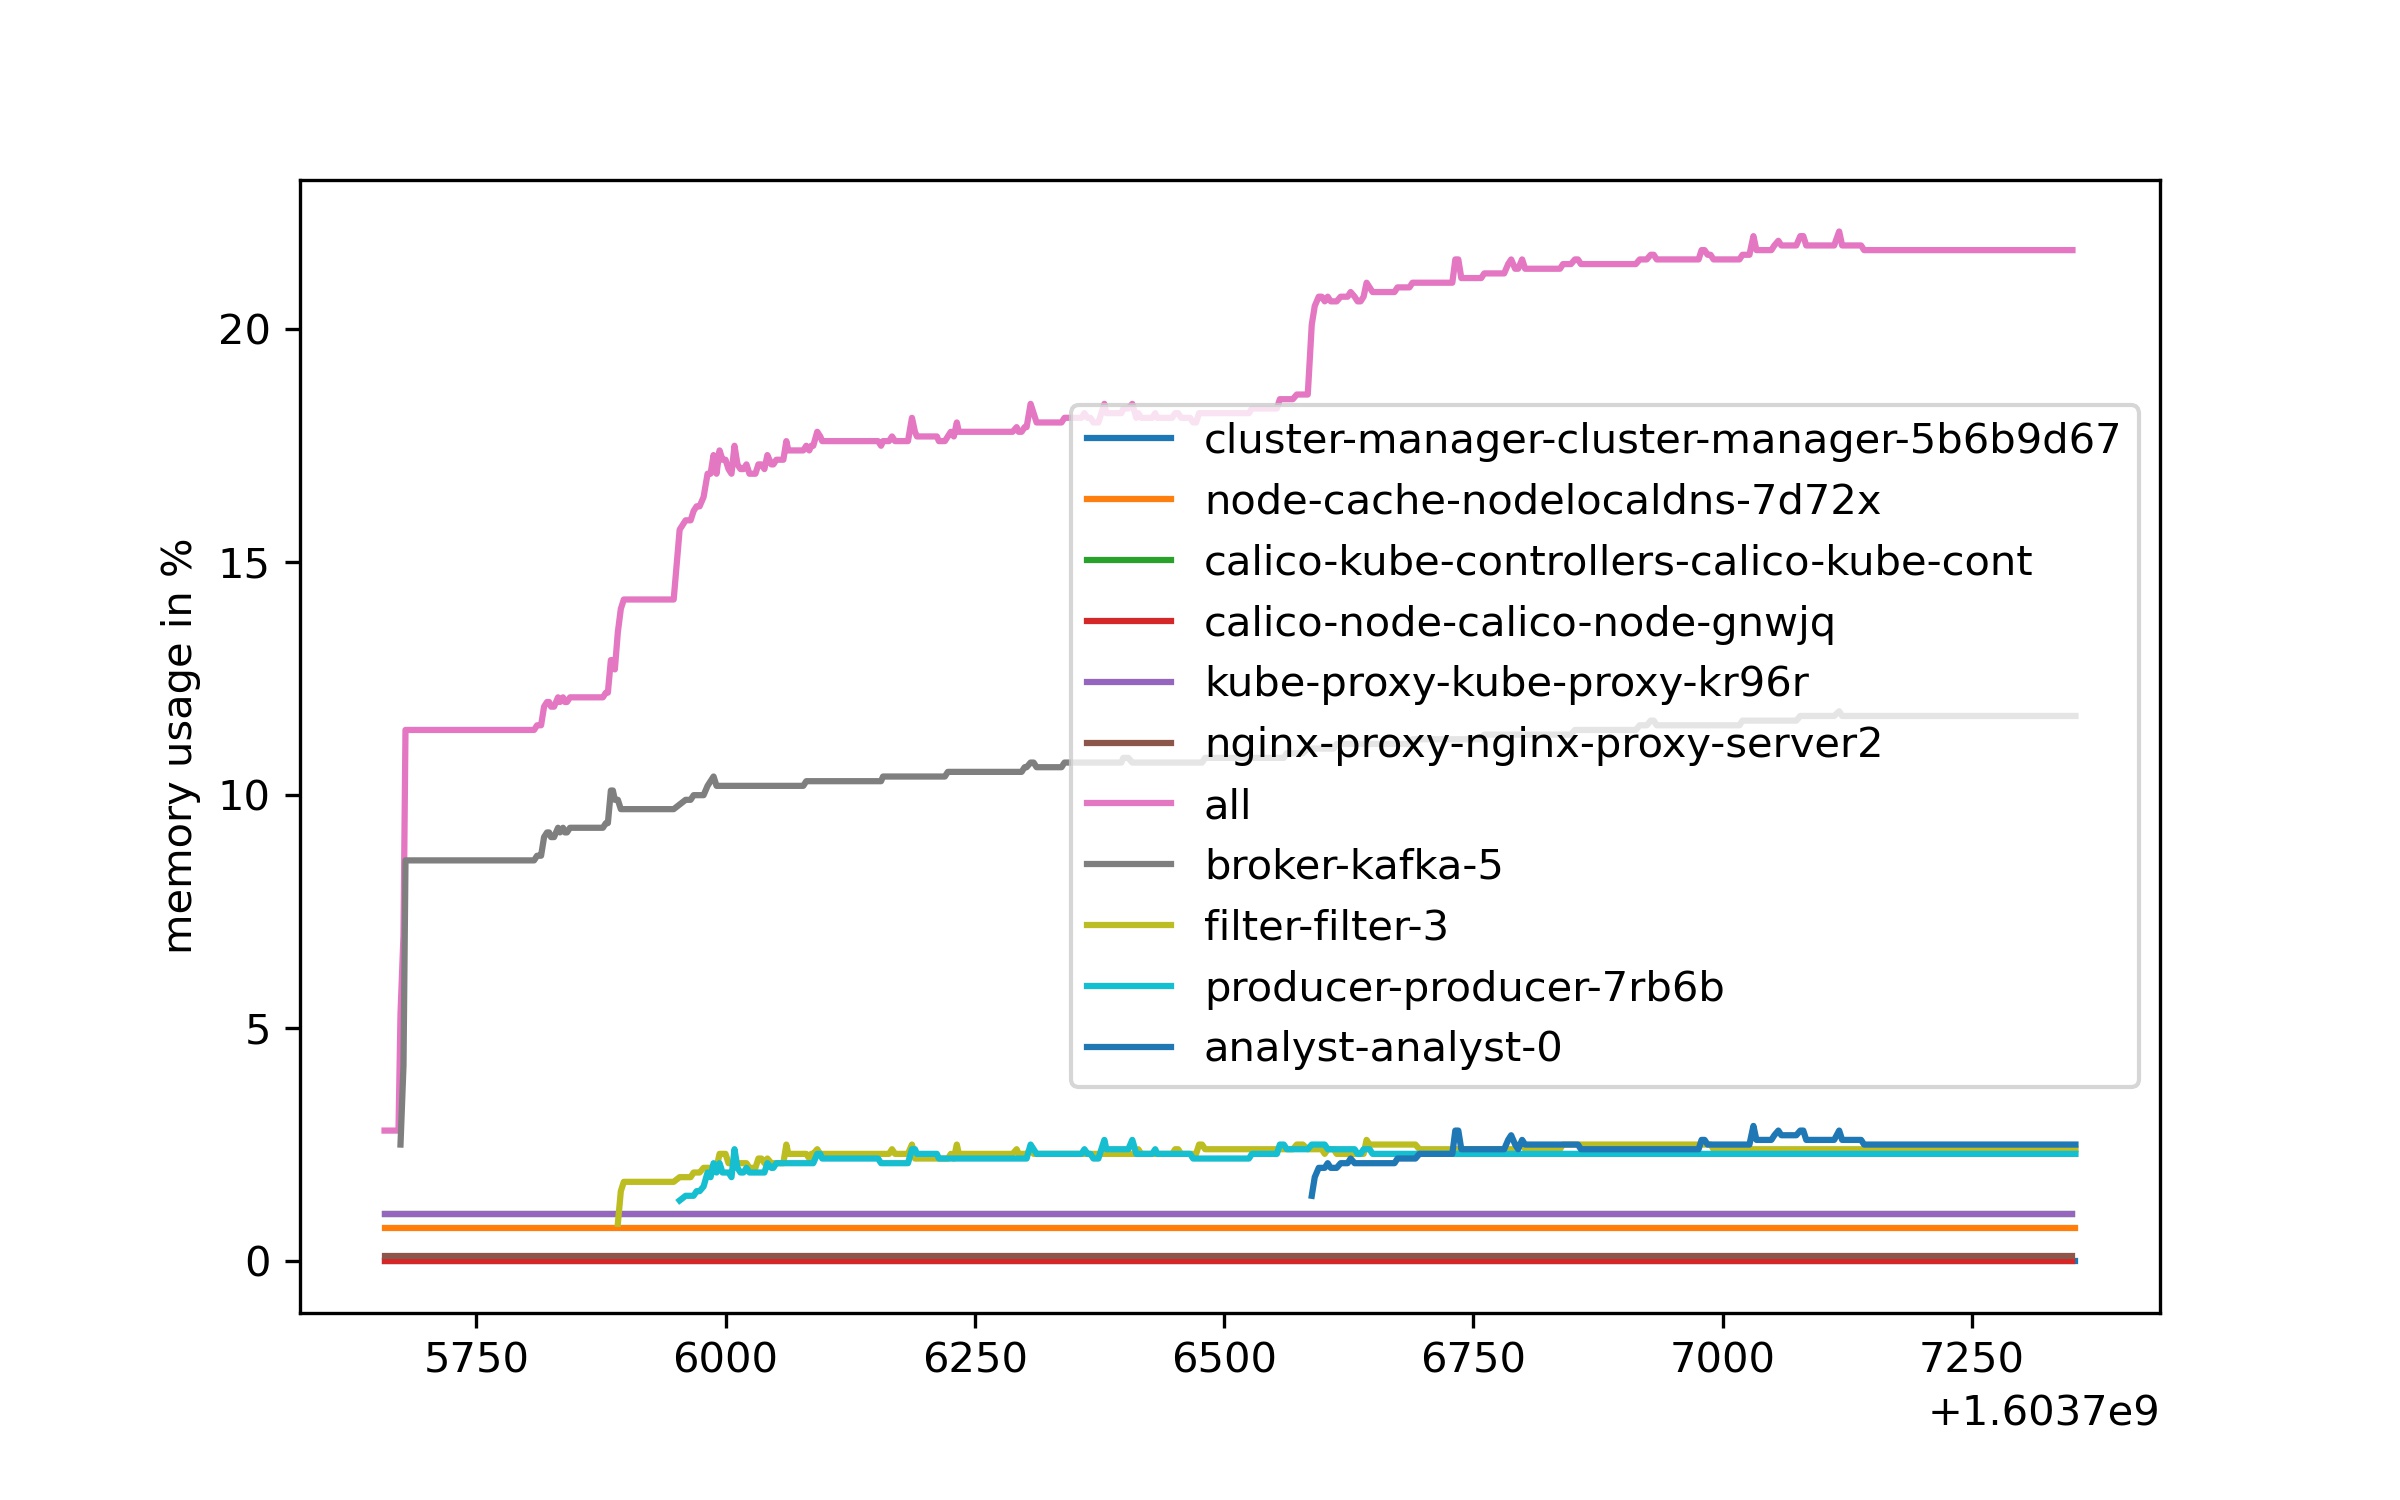 memory usage in %
20
15
10
5
0
cluster-manager-cluster-manager-5b6b9d67
node-cache-nodelocaldns-7d72x
calico-kube-controllers-calico-kube-cont
calico-node-calico-node-gnwjq
kube-proxy-kube-proxy-kr96r
nginx-proxy-nginx-proxy-server2
all
broker-kafka-5
filter-filter-3
producer-producer-7rb6b
analyst-analyst-0
5750 6000 6250 6500 6750 7000 7250
+1.6037e9